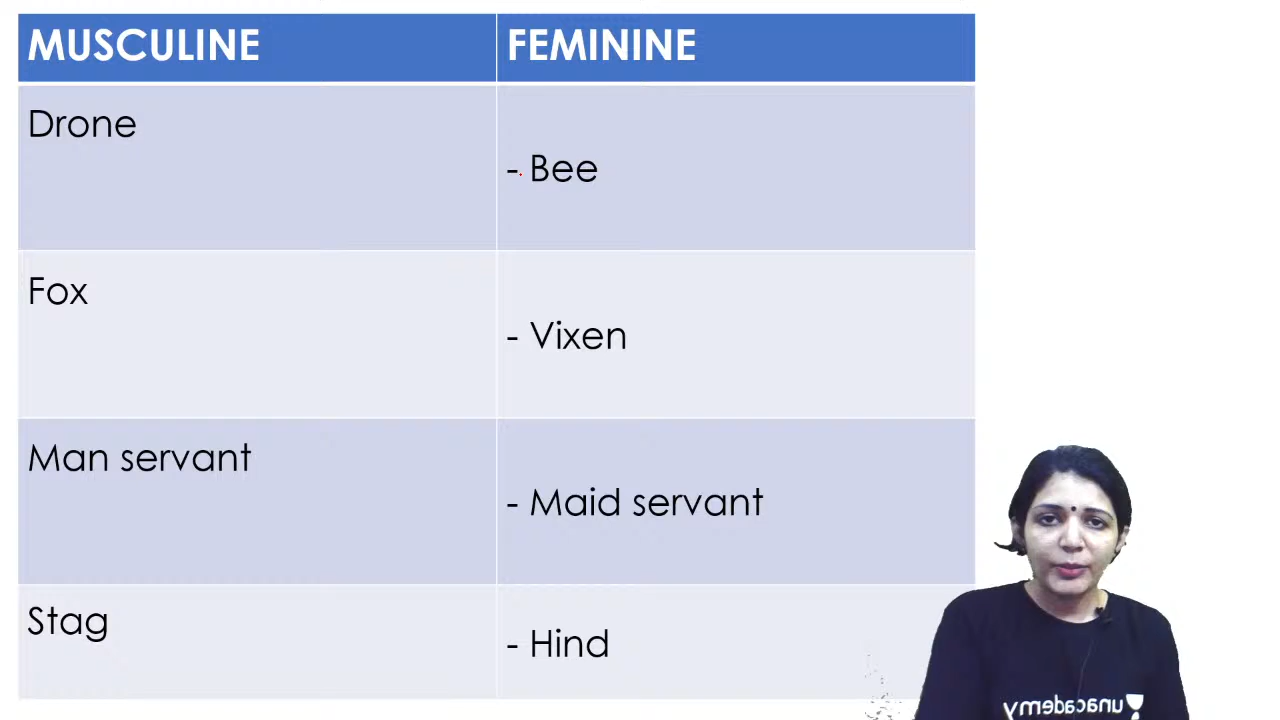 MUSCULINE FEMININE
Drone
- Bee
Fox
- Vixen
Man servant
- Maid servant
Stag
- Hind
unacademy